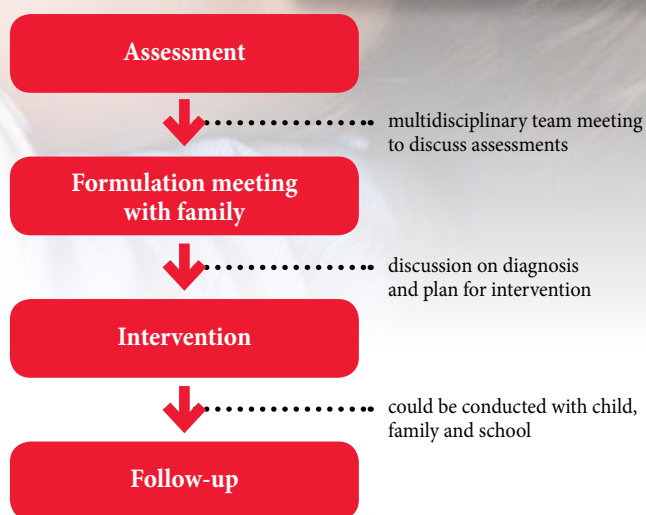 Assessment
multidisciplinary team meeting
to discuss assessments
Formulation meeting
with family
discussion on diagnosis
and plan for intervention
Intervention
could be conducted with child,
family and school
Follow-up